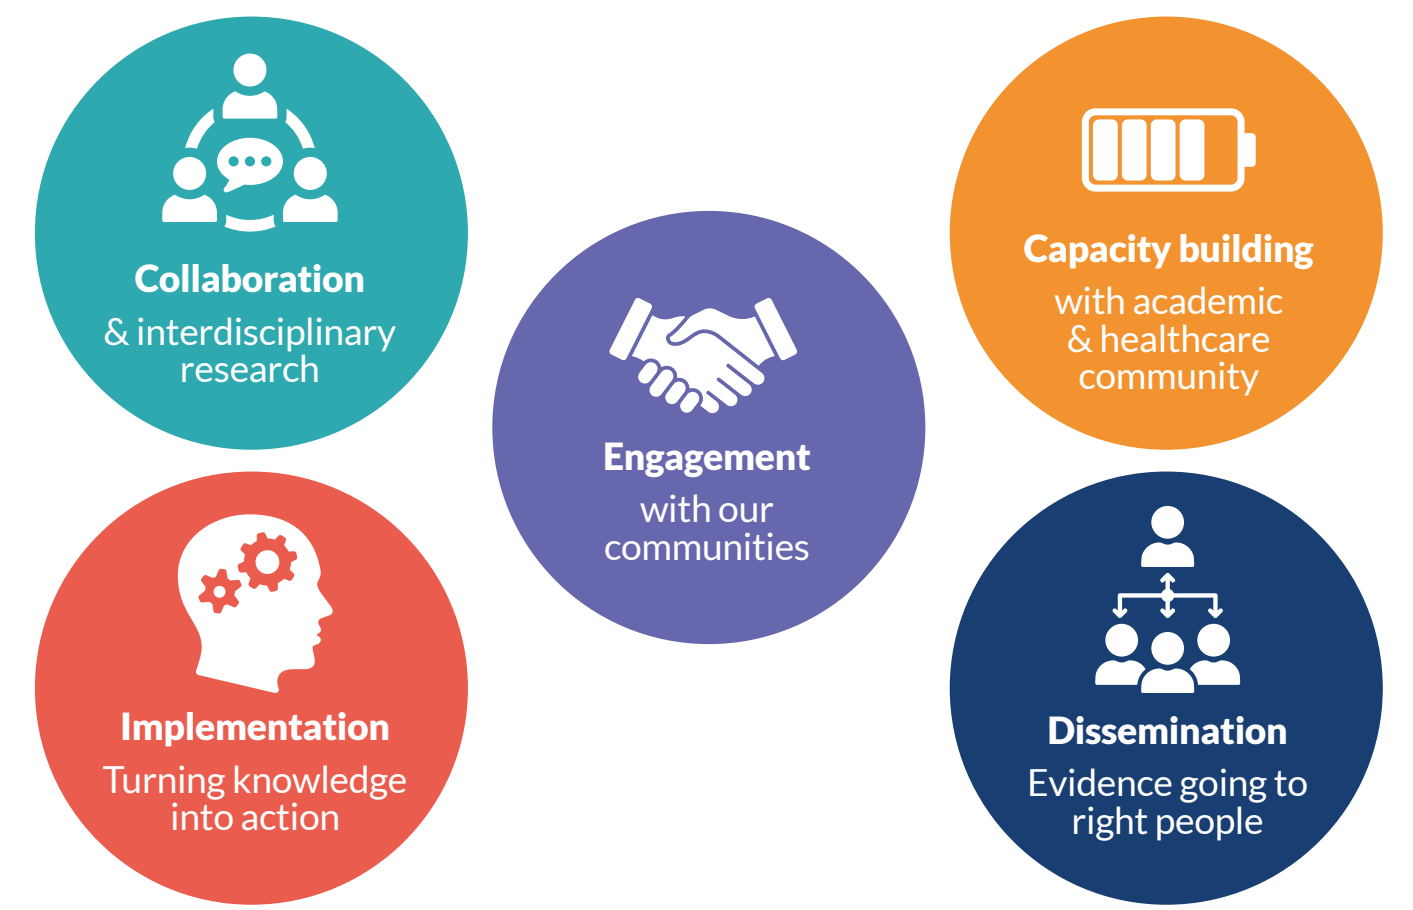 Collaboration
& interdisciplinary
research
Capacity building
with academic
& healthcare
community
Engagement
with our
communities
Implementation
Turning knowledge
into action
Dissemination
Evidence going to
right people